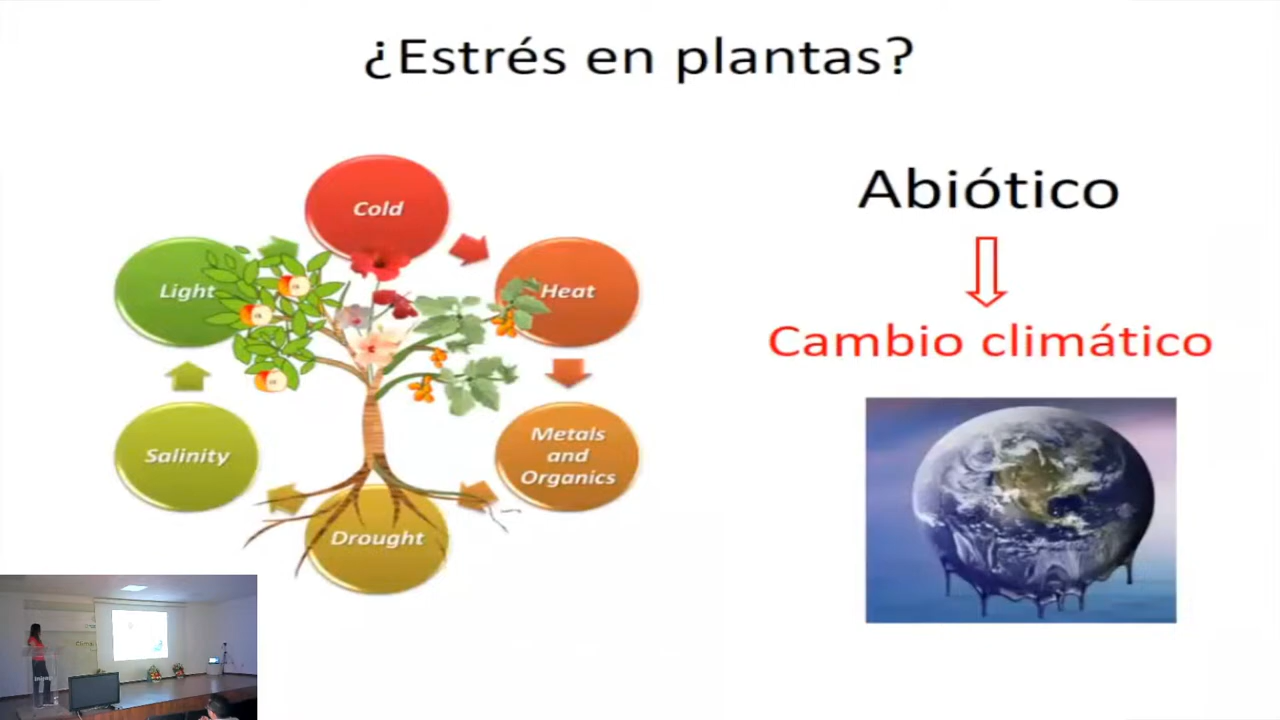 ¿Estrés en plantas?
Cold
Light
Heat
Salinity
Metals
and
Organics
Drought
Abiótico
Cambio climático